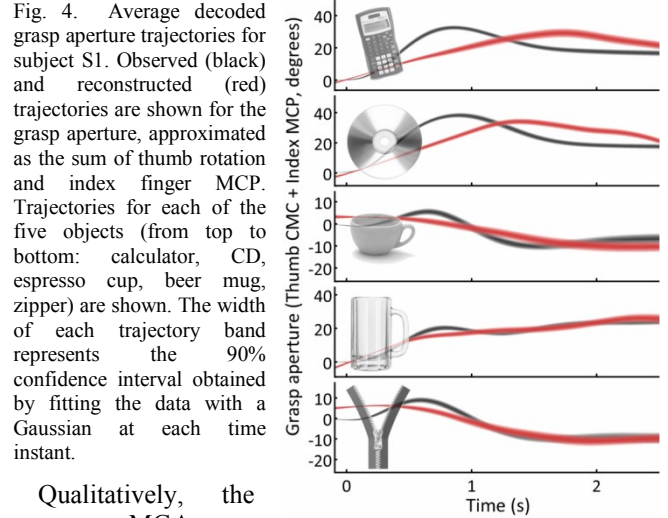 Fig. 4. Average decoded
grasp aperture trajectories for
subject S1. Observed (black)
and reconstructed (red)
trajectories are shown for the
grasp aperture, approximated
as the sum of thumb rotation
and index finger MCP.
Trajectories for each of the
five objects (from top to
bottom: calculator, CD,
espresso cup, beer mug,
zipper) are shown. The width
of each trajectory band
represents the 90%
confidence interval obtained
by fitting the data with a
Gaussian at each time
instant.
Qualitatively, the
Grasp aperture (Thumb CMC + Index MCP, degrees)
40
20
0
40
20
0
10
0
-10
-20
40
20
0
10
0
-10
-20
0 1 2
Time (s)